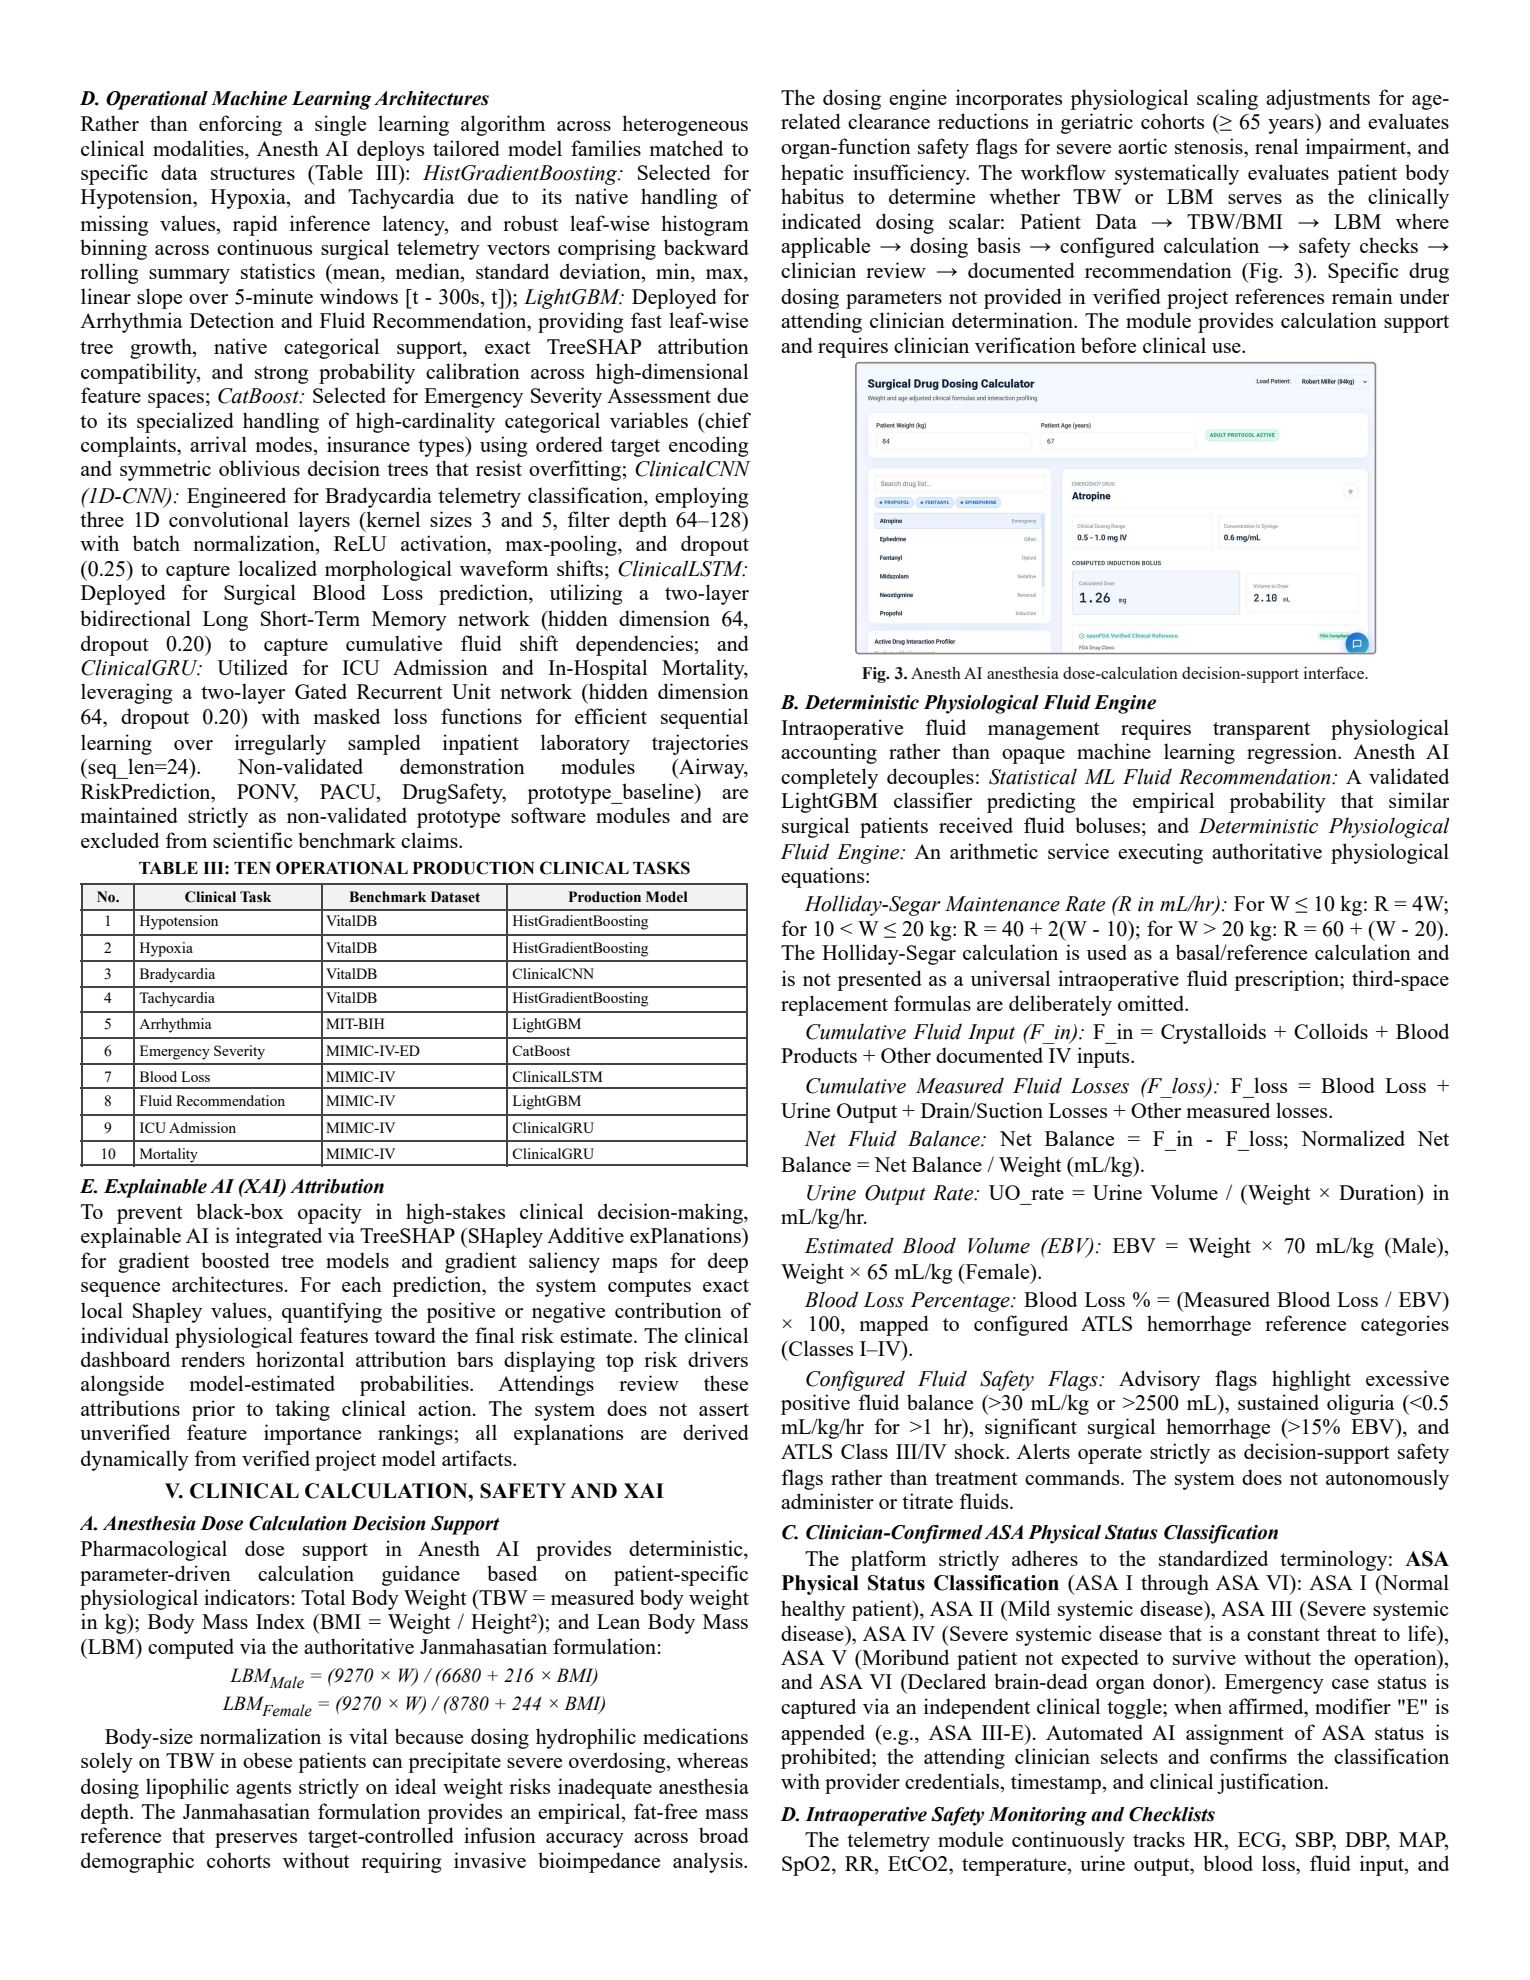 D. Operational Machine Learning Architectures
Rather than enforcing a single learning algorithm across heterogeneous
clinical modalities, Anesth AI deploys tailored model families matched to
specific data structures (Table III): HistGradientBoosting: Selected for
Hypotension, Hypoxia, and Tachycardia due to its native handling of
missing values, rapid inference latency, and robust leaf-wise histogram
binning across continuous surgical telemetry vectors comprising backward
rolling summary statistics (mean, median, standard deviation, min, max,
linear slope over 5-minute windows [t - 300s, t]); LightGBM: Deployed for
Arrhythmia Detection and Fluid Recommendation, providing fast leaf-wise
tree growth, native categorical support, exact TreeSHAP attribution
compatibility, and strong probability calibration across high-dimensional
feature spaces; CatBoost: Selected for Emergency Severity Assessment due
to its specialized handling of high-cardinality categorical variables (chief
complaints, arrival modes, insurance types) using ordered target encoding
and symmetric oblivious decision trees that resist overfitting; ClinicalCNN
(1D-CNN): Engineered for Bradycardia telemetry classification, employing
three 1D convolutional layers (kernel sizes 3 and 5, filter depth 64–128)
with batch normalization, ReLU activation, max-pooling, and dropout
(0.25) to capture localized morphological waveform shifts; ClinicalLSTM:
Deployed for Surgical Blood Loss prediction, utilizing a two-layer
bidirectional Long Short-Term Memory network (hidden dimension 64,
dropout 0.20) to capture cumulative fluid shift dependencies; and
ClinicalGRU: Utilized for ICU Admission and In-Hospital Mortality,
leveraging a two-layer Gated Recurrent Unit network (hidden dimension
64, dropout 0.20) with masked loss functions for efficient sequential
learning over irregularly sampled inpatient laboratory trajectories
(seq_len=24). Non-validated demonstration modules (Airway,
RiskPrediction, PONV, PACU, DrugSafety, prototype_baseline) are
maintained strictly as non-validated prototype software modules and are
excluded from scientific benchmark claims.
TABLE III: TEN OPERATIONAL PRODUCTION CLINICAL TASKS
No. Clinical Task Benchmark Dataset Production Model
1 Hypotension VitalDB HistGradientBoosting
2 Hypoxia VitalDB HistGradientBoosting
3 Bradycardia VitalDB ClinicalCNN
4 Tachycardia VitalDB HistGradientBoosting
5 Arrhythmia MIT-BIH LightGBM
6 Emergency Severity MIMIC-IV-ED CatBoost
7 Blood Loss MIMIC-IV ClinicalLSTM
8 Fluid Recommendation MIMIC-IV LightGBM
9 ICU Admission MIMIC-IV ClinicalGRU
10 Mortality MIMIC-IV ClinicalGRU
E. Explainable AI (XAI) Attribution
To prevent black-box opacity in high-stakes clinical decision-making,
explainable AI is integrated via TreeSHAP (SHapley Additive exPlanations)
for gradient boosted tree models and gradient saliency maps for deep
sequence architectures. For each prediction, the system computes exact
local Shapley values, quantifying the positive or negative contribution of
individual physiological features toward the final risk estimate. The clinical
dashboard renders horizontal attribution bars displaying top risk drivers
alongside model-estimated probabilities. Attendings review these
attributions prior to taking clinical action. The system does not assert
unverified feature importance rankings; all explanations are derived
dynamically from verified project model artifacts.
V. CLINICAL CALCULATION, SAFETY AND XAI
A. Anesthesia Dose Calculation Decision Support
Pharmacological dose support in Anesth AI provides deterministic,
parameter-driven calculation guidance based on patient-specific
physiological indicators: Total Body Weight (TBW = measured body weight
in kg); Body Mass Index (BMI = Weight / Height²); and Lean Body Mass
(LBM) computed via the authoritative Janmahasatian formulation:
LBM_Male = (9270 × W) / (6680 + 216 × BMI)
LBM_Female = (9270 × W) / (8780 + 244 × BMI)
Body-size normalization is vital because dosing hydrophilic medications
solely on TBW in obese patients can precipitate severe overdosing, whereas
dosing lipophilic agents strictly on ideal weight risks inadequate anesthesia
depth. The Janmahasatian formulation provides an empirical, fat-free mass
reference that preserves target-controlled infusion accuracy across broad
demographic cohorts without requiring invasive bioimpedance analysis.
The dosing engine incorporates physiological scaling adjustments for age-
related clearance reductions in geriatric cohorts (≥ 65 years) and evaluates
organ-function safety flags for severe aortic stenosis, renal impairment, and
hepatic insufficiency. The workflow systematically evaluates patient body
habitus to determine whether TBW or LBM serves as the clinically
indicated dosing scalar: Patient Data → TBW/BMI → LBM where
applicable → dosing basis → configured calculation → safety checks →
clinician review → documented recommendation (Fig. 3). Specific drug
dosing parameters not provided in verified project references remain under
attending clinician determination. The module provides calculation support
and requires clinician verification before clinical use.
Surgical Drug Dosing Calculator
Weight and age adjusted clinical formulas and interaction profiling
Load Patient: Robert Miller (84kg)
Patient Weight (kg) Patient Age (years)
84 67 ADULT PROTOCOL ACTIVE
Search drug list...
PROPOFOL FENTANYL EPINEPHRINE
Atropine Emergency
Ephedrine Other
Fentanyl Opioid
Midazolam Sedative
Neostigmine Reversal
Propofol Induction
Active Drug Interaction Profiler
EMERGENCY DRUG
Atropine
Clinical Dosing Range Concentration in Syringe
0.5 - 1.0 mg IV 0.6 mg/mL
COMPUTED INDUCTION BOLUS
Calculated Dose Volume to Draw
1.26 mg 2.10 mL
openFDA Verified Clinical Reference
FDA Drug Class:
Fig. 3. Anesth AI anesthesia dose-calculation decision-support interface.
B. Deterministic Physiological Fluid Engine
Intraoperative fluid management requires transparent physiological
accounting rather than opaque machine learning regression. Anesth AI
completely decouples: Statistical ML Fluid Recommendation: A validated
LightGBM classifier predicting the empirical probability that similar
surgical patients received fluid boluses; and Deterministic Physiological
Fluid Engine: An arithmetic service executing authoritative physiological
equations:
Holliday-Segar Maintenance Rate (R in mL/hr): For W ≤ 10 kg: R = 4W;
for 10 < W ≤ 20 kg: R = 40 + 2(W - 10); for W > 20 kg: R = 60 + (W - 20).
The Holliday-Segar calculation is used as a basal/reference calculation and
is not presented as a universal intraoperative fluid prescription; third-space
replacement formulas are deliberately omitted.
Cumulative Fluid Input (F_in): F_in = Crystalloids + Colloids + Blood
Products + Other documented IV inputs.
Cumulative Measured Fluid Losses (F_loss): F_loss = Blood Loss +
Urine Output + Drain/Suction Losses + Other measured losses.
Net Fluid Balance: Net Balance = F_in - F_loss; Normalized Net
Balance = Net Balance / Weight (mL/kg).
Urine Output Rate: UO_rate = Urine Volume / (Weight × Duration) in
mL/kg/hr.
Estimated Blood Volume (EBV): EBV = Weight × 70 mL/kg (Male),
Weight × 65 mL/kg (Female).
Blood Loss Percentage: Blood Loss % = (Measured Blood Loss / EBV)
× 100, mapped to configured ATLS hemorrhage reference categories
(Classes I–IV).
Configured Fluid Safety Flags: Advisory flags highlight excessive
positive fluid balance (>30 mL/kg or >2500 mL), sustained oliguria (<0.5
mL/kg/hr for >1 hr), significant surgical hemorrhage (>15% EBV), and
ATLS Class III/IV shock. Alerts operate strictly as decision-support safety
flags rather than treatment commands. The system does not autonomously
administer or titrate fluids.
C. Clinician-Confirmed ASA Physical Status Classification
The platform strictly adheres to the standardized terminology: ASA
Physical Status Classification (ASA I through ASA VI): ASA I (Normal
healthy patient), ASA II (Mild systemic disease), ASA III (Severe systemic
disease), ASA IV (Severe systemic disease that is a constant threat to life),
ASA V (Moribund patient not expected to survive without the operation),
and ASA VI (Declared brain-dead organ donor). Emergency case status is
captured via an independent clinical toggle; when affirmed, modifier "E" is
appended (e.g., ASA III-E). Automated AI assignment of ASA status is
prohibited; the attending clinician selects and confirms the classification
with provider credentials, timestamp, and clinical justification.
D. Intraoperative Safety Monitoring and Checklists
The telemetry module continuously tracks HR, ECG, SBP, DBP, MAP,
SpO2, RR, EtCO2, temperature, urine output, blood loss, fluid input, and